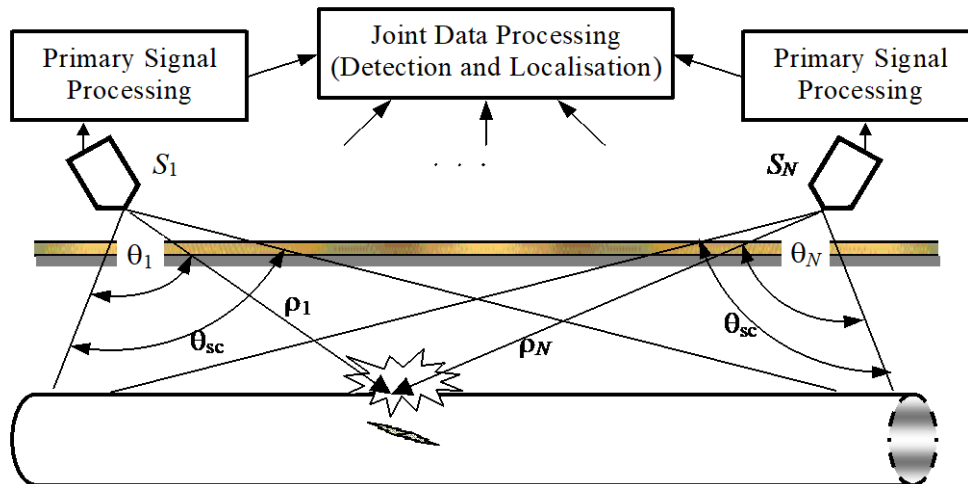 Primary Signal
Processing
Joint Data Processing
(Detection and Localisation)
Primary Signal
Processing
S1
. . .
SN
θ1
θN
ρ1
θsc
ρN
θsc